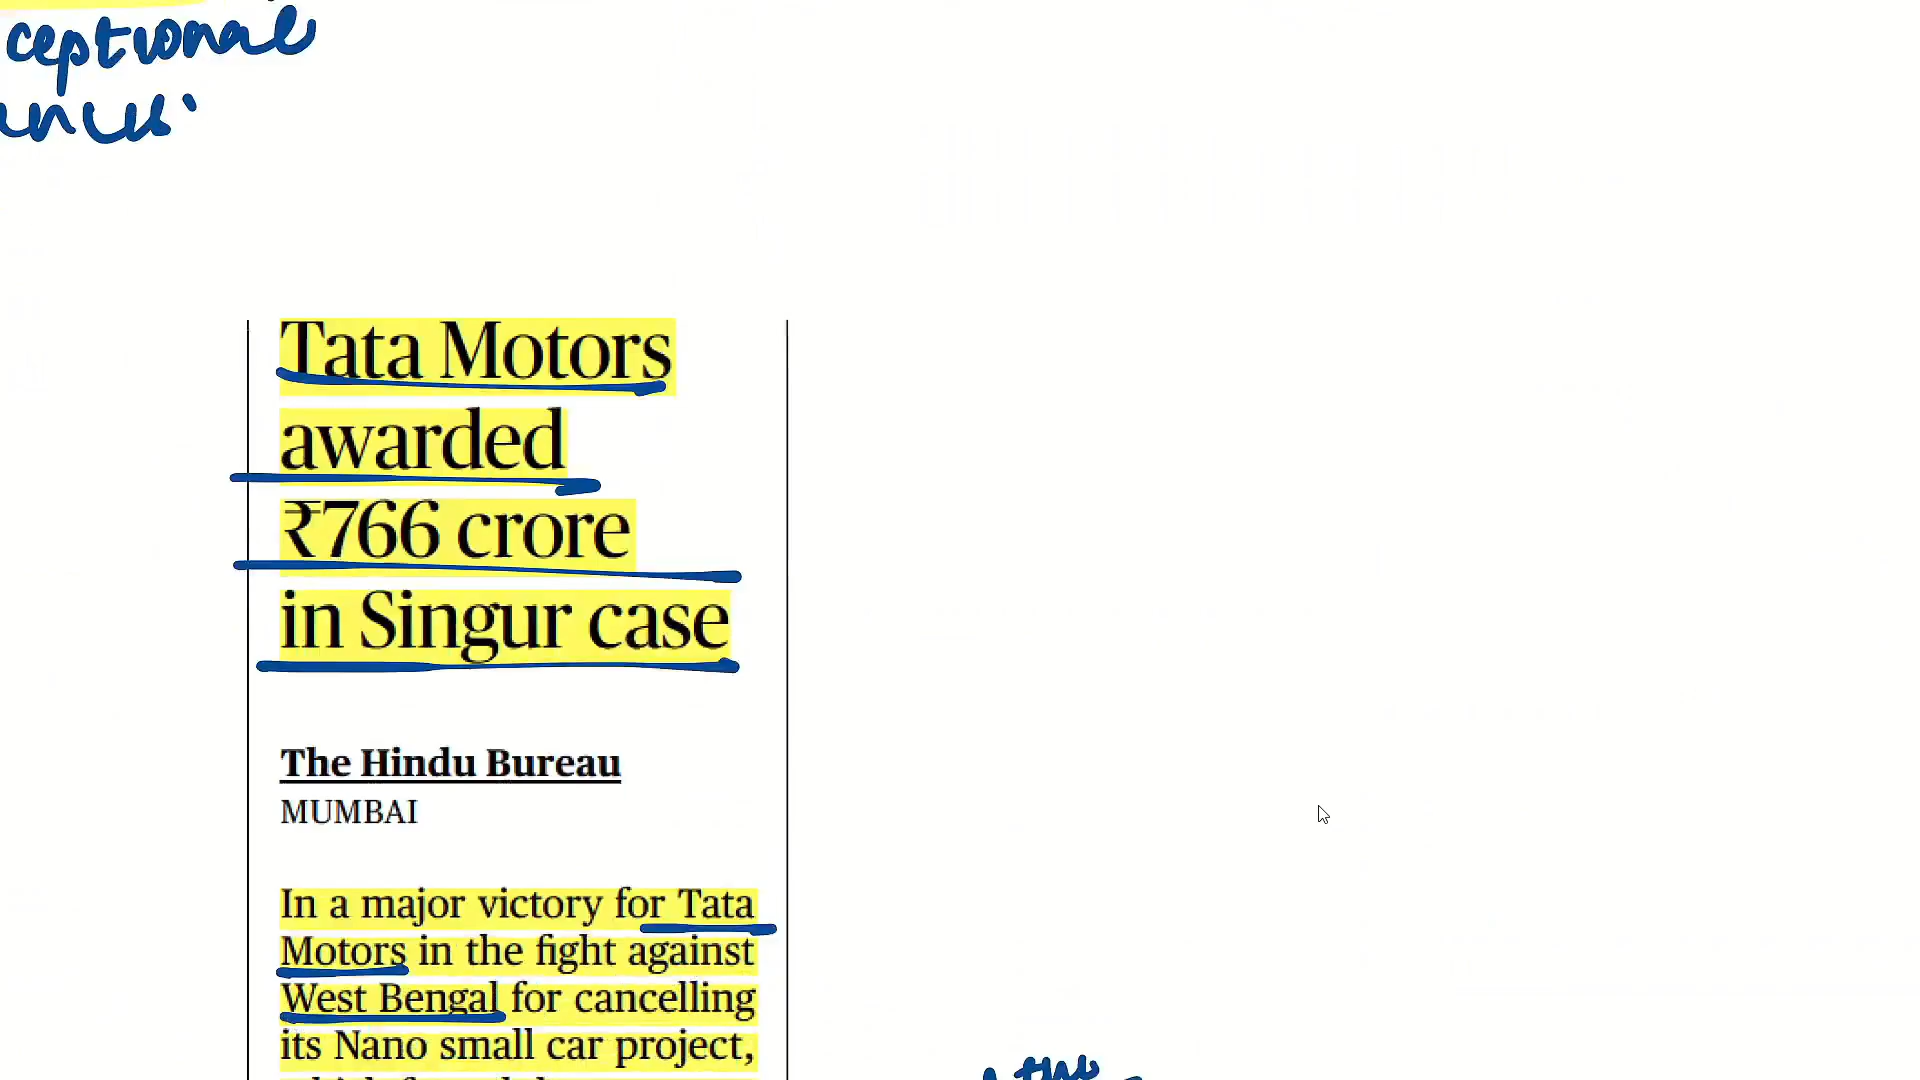 ceptional
Tata Motors
awarded
₹766 crore
in Singur case
The Hindu Bureau
MUMBAI
In a major victory for Tata
Motors in the fight against
West Bengal for cancelling
its Nano small car project,
the